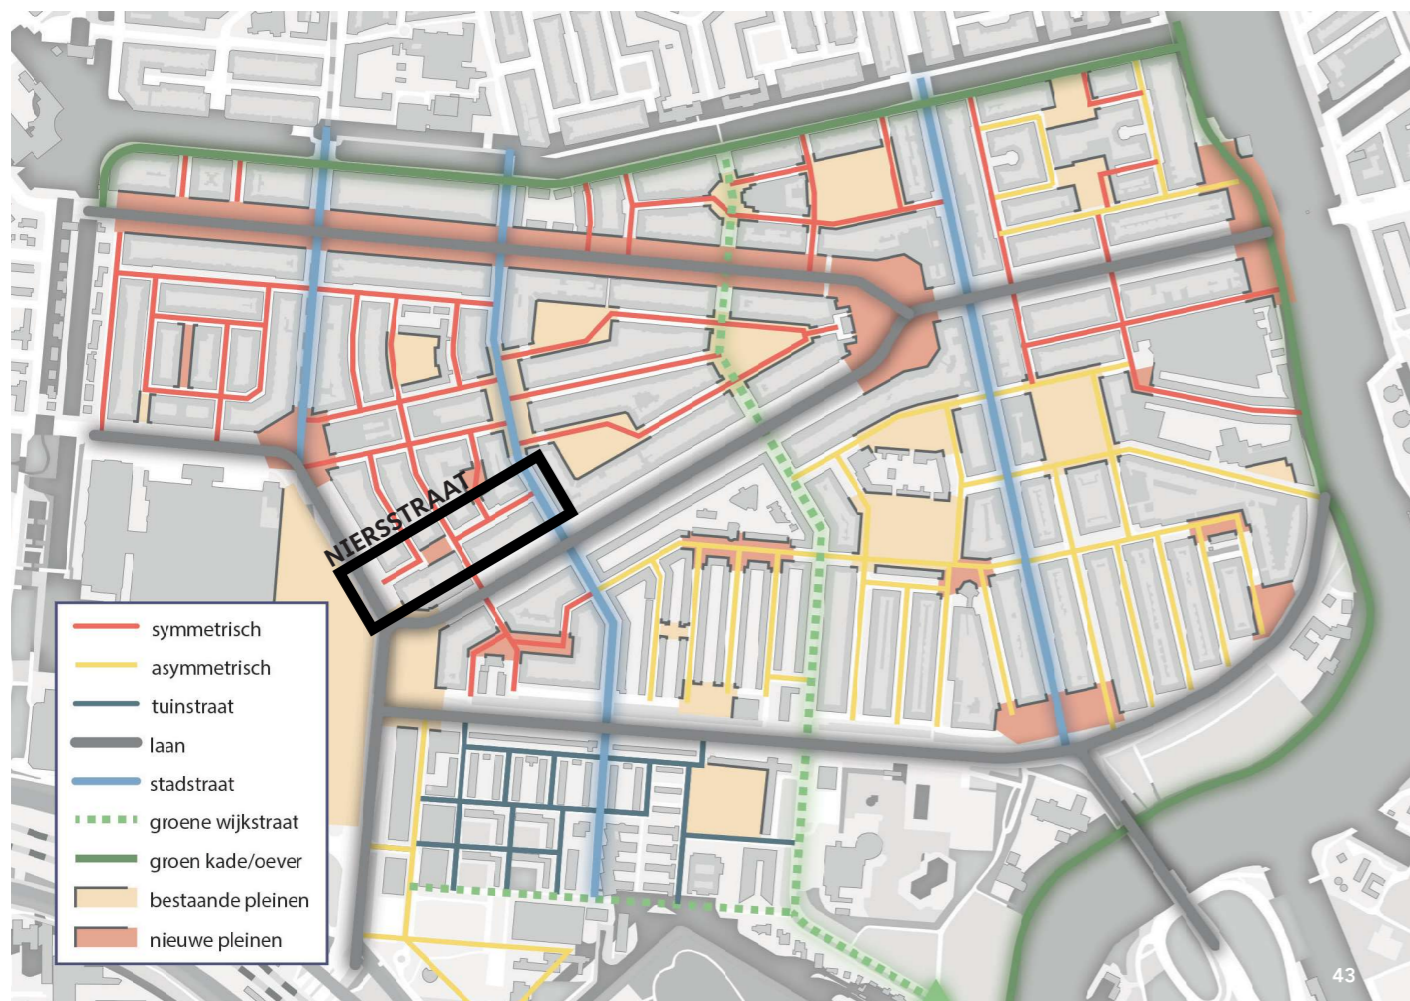 NIERSSTRAAT
symmetrisch
asymmetrisch
tuinstraat
laan
stadstraat
groene wijkstraat
groen kade/oever
bestaande pleinen
nieuwe pleinen
43